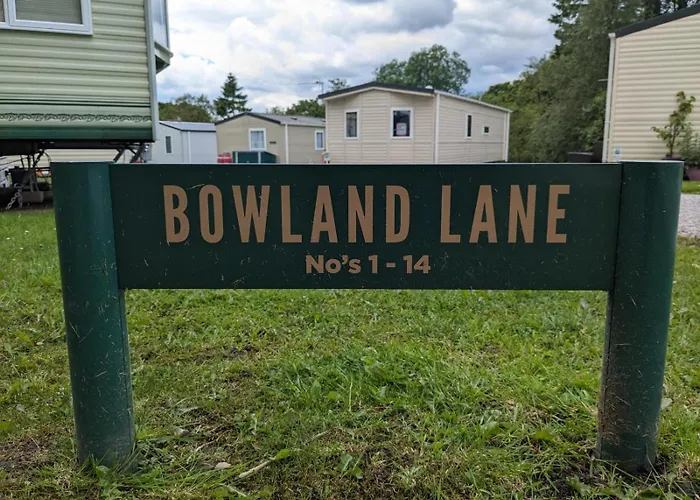 BOWLAND LANE
No's 1 - 14